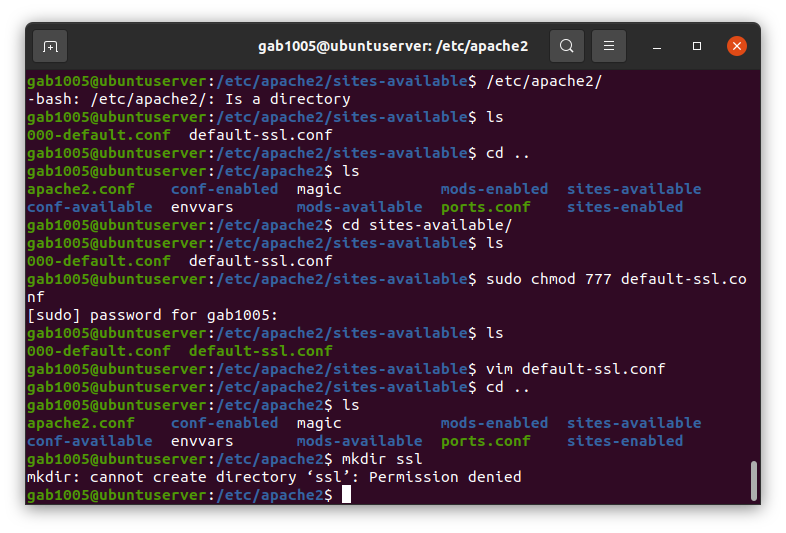 gab1005@ubuntuserver: /etc/apache2
gab1005@ubuntuserver:/etc/apache2/sites-available$ /etc/apache2/
-bash: /etc/apache2/: Is a directory
gab1005@ubuntuserver:/etc/apache2/sites-available$ ls
000-default.conf  default-ssl.conf
gab1005@ubuntuserver:/etc/apache2/sites-available$ cd ..
gab1005@ubuntuserver:/etc/apache2$ ls
apache2.conf    conf-enabled  magic           mods-enabled  sites-available
conf-available  envvars       mods-available  ports.conf    sites-enabled
gab1005@ubuntuserver:/etc/apache2$ cd sites-available/
gab1005@ubuntuserver:/etc/apache2/sites-available$ ls
000-default.conf  default-ssl.conf
gab1005@ubuntuserver:/etc/apache2/sites-available$ sudo chmod 777 default-ssl.co
nf
[sudo] password for gab1005:
gab1005@ubuntuserver:/etc/apache2/sites-available$ ls
000-default.conf  default-ssl.conf
gab1005@ubuntuserver:/etc/apache2/sites-available$ vim default-ssl.conf
gab1005@ubuntuserver:/etc/apache2/sites-available$ cd ..
gab1005@ubuntuserver:/etc/apache2$ ls
apache2.conf    conf-enabled  magic           mods-enabled  sites-available
conf-available  envvars       mods-available  ports.conf    sites-enabled
gab1005@ubuntuserver:/etc/apache2$ mkdir ssl
mkdir: cannot create directory ‘ssl’: Permission denied
gab1005@ubuntuserver:/etc/apache2$